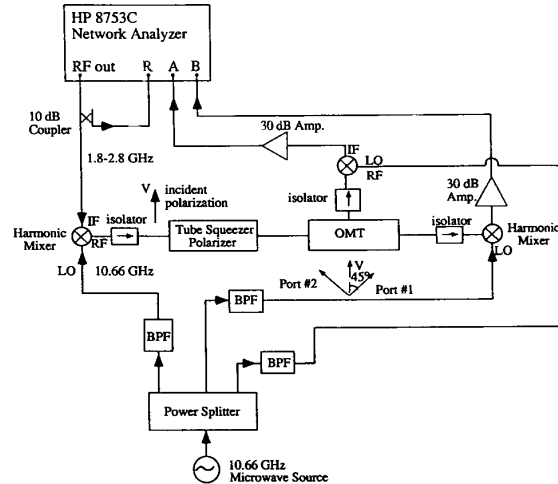 HP 8753C
Network Analyzer
RF out
R
A
B
10 dB
Coupler
30 dB Amp.
1.8-2.8 GHz
IF
LO
RF
30 dB
Amp.
V
incident
polarization
isolator
isolator
isolator
IF
RF
Harmonic
Mixer
Tube Squeezer
Polarizer
OMT
Harmonic
Mixer
LO
LO
10.66 GHz
V
45°
Port #2
Port #1
BPF
BPF
BPF
Power Splitter
10.66 GHz
Microwave Source